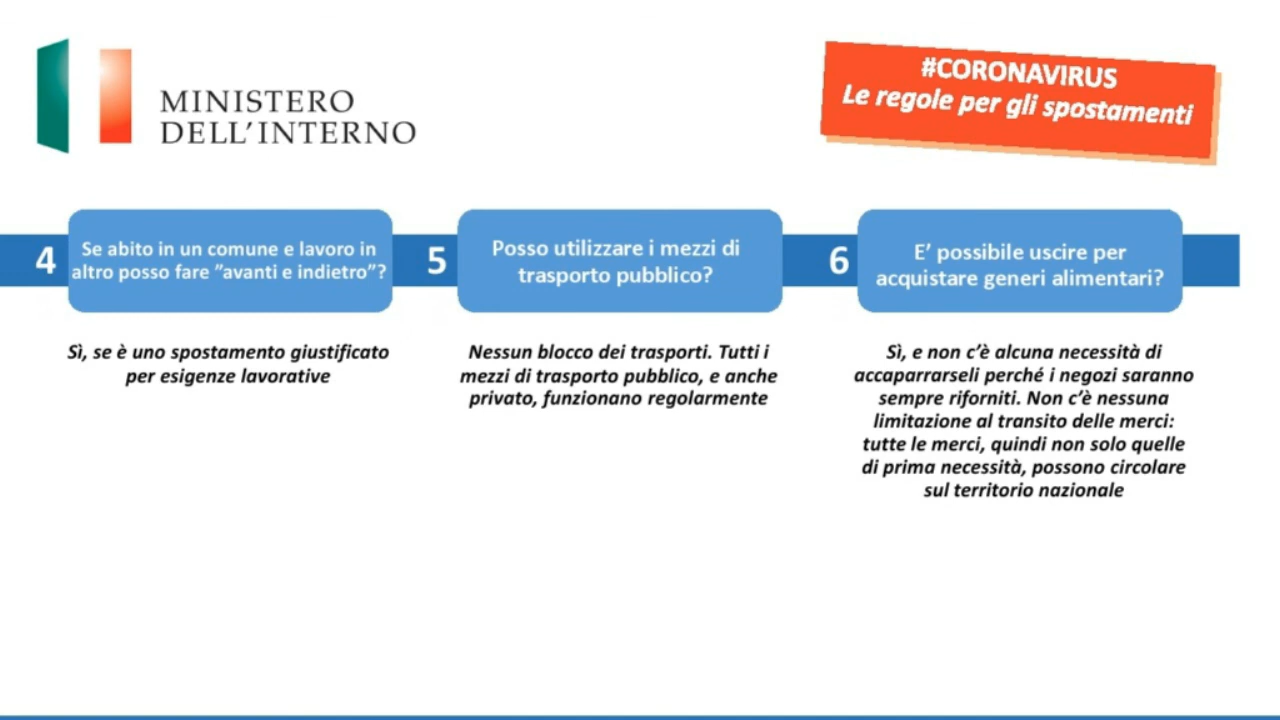 MINISTERO
DELL'INTERNO
#CORONAVIRUS
Le regole per gli spostamenti
4
Se abito in un comune e lavoro in
altro posso fare ”avanti e indietro”?
Sì, se è uno spostamento giustificato
per esigenze lavorative
5
Posso utilizzare i mezzi di
trasporto pubblico?
Nessun blocco dei trasporti. Tutti i
mezzi di trasporto pubblico, e anche
privato, funzionano regolarmente
6
E’ possibile uscire per
acquistare generi alimentari?
Sì, e non c’è alcuna necessità di
accaparrarseli perché i negozi saranno
sempre riforniti. Non c’è nessuna
limitazione al transito delle merci:
tutte le merci, quindi non solo quelle
di prima necessità, possono circolare
sul territorio nazionale